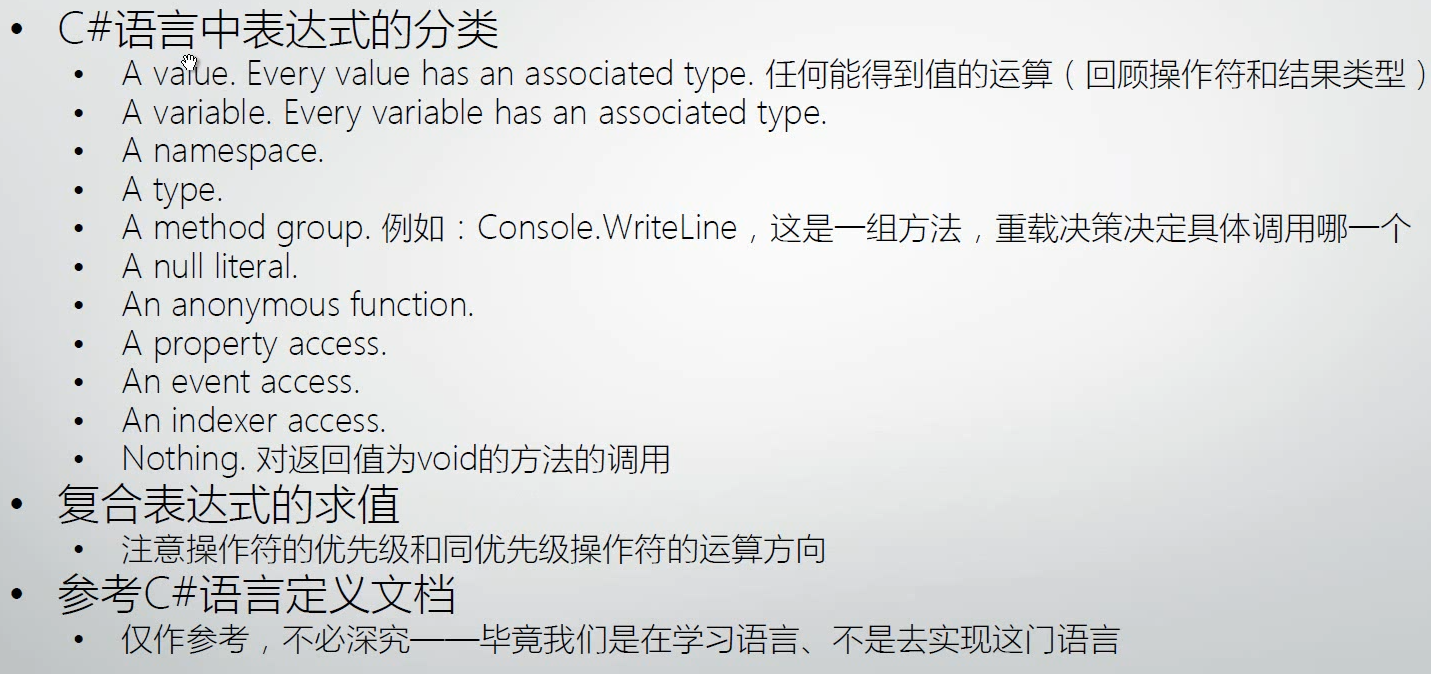 • C#语言中表达式的分类
• A value. Every value has an associated type. 任何能得到值的运算（回顾操作符和结果类型）
• A variable. Every variable has an associated type.
• A namespace.
• A type.
• A method group. 例如：Console.WriteLine，这是一组方法，重载决策决定具体调用哪一个
• A null literal.
• An anonymous function.
• A property access.
• An event access.
• An indexer access.
• Nothing. 对返回值为void的方法的调用
• 复合表达式的求值
• 注意操作符的优先级和同优先级操作符的运算方向
• 参考C#语言定义文档
• 仅作参考，不必深究——毕竟我们是在学习语言、不是去实现这门语言